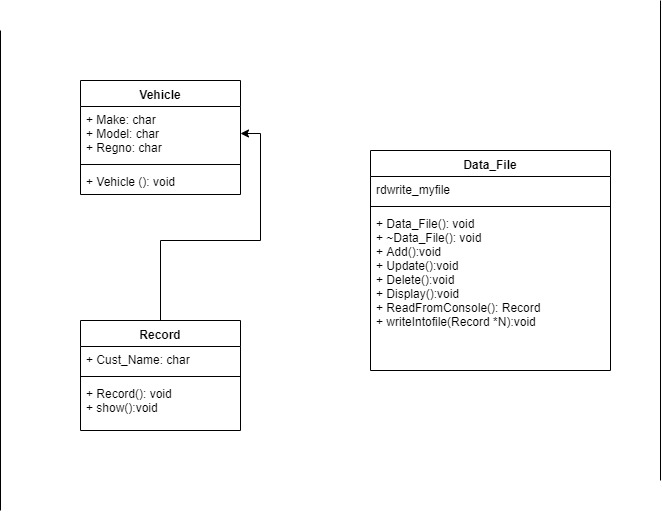 Vehicle
+ Make: char
+ Model: char
+ Regno: char
+ Vehicle (): void
Data_File
rdwrite_myfile
+ Data_File(): void
+ ~Data_File(): void
+ Add():void
+ Update():void
+ Delete():void
+ Display():void
+ ReadFromConsole(): Record
+ writeIntofile(Record *N):void
Record
+ Cust_Name: char
+ Record(): void
+ show():void